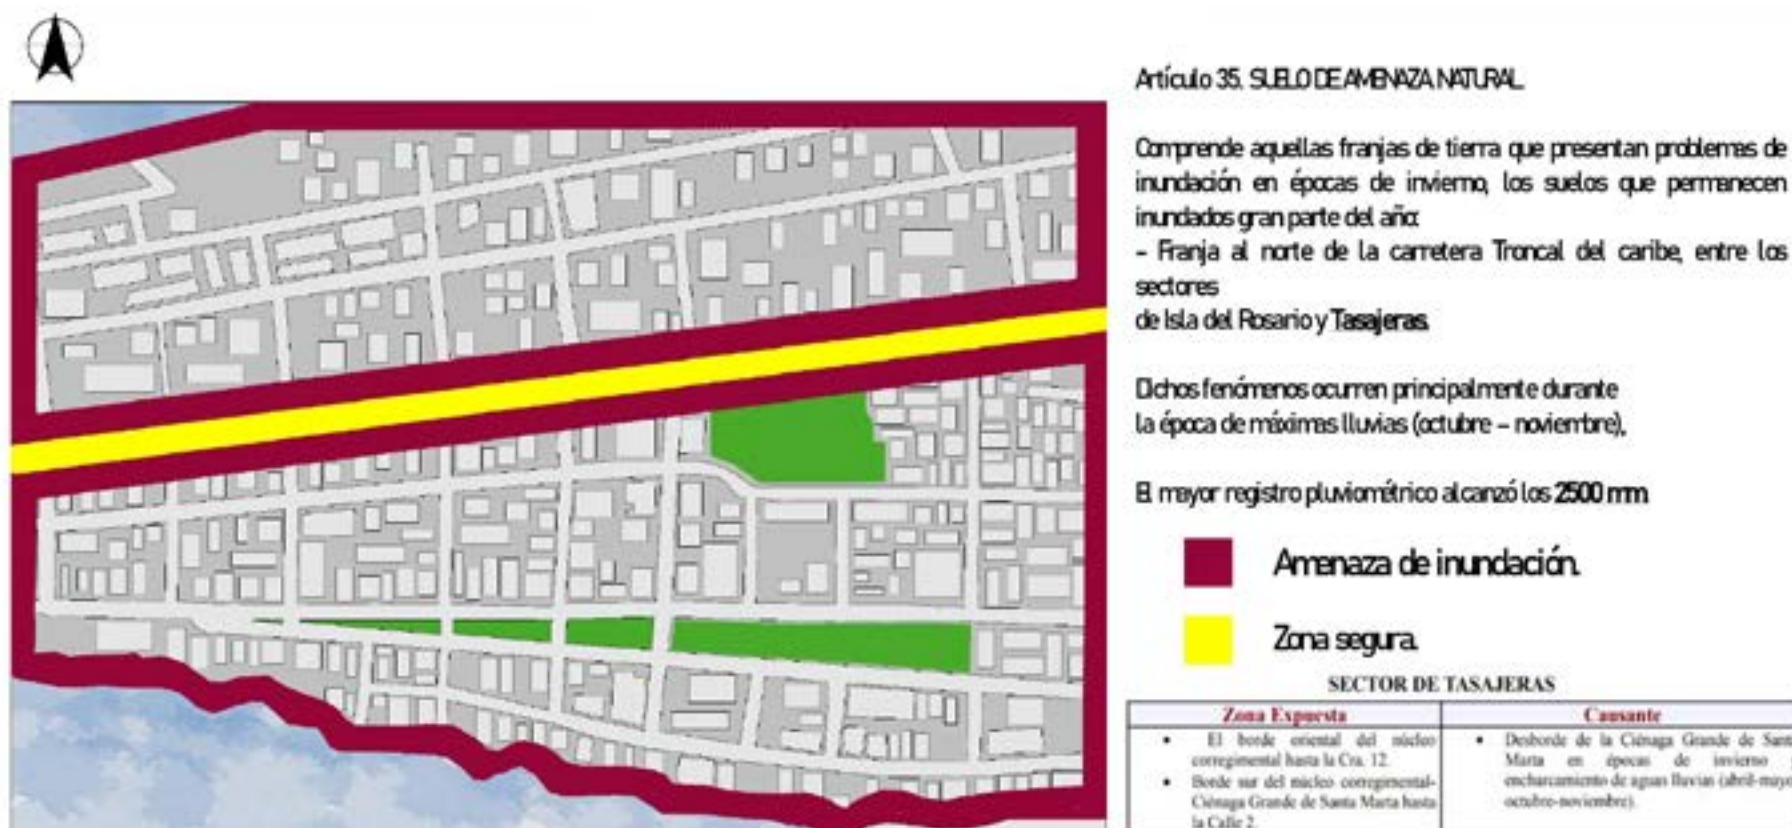 Artículo 35. SUELO DE AMENAZA NATURAL
Comprende aquellas franjas de tierra que presentan problemas de
inundación en épocas de invierno, los suelos que permanecen
inundados gran parte del año:
- Franja al norte de la carretera Troncal del caribe, entre los
sectores
de Isla del Rosario y Tasajeras.
Dichos fenómenos ocurren principalmente durante
la época de máximas lluvias (octubre – noviembre),
El mayor registro pluviométrico alcanzó los 2500 mm.
Amenaza de inundación.
Zona segura.
SECTOR DE TASAJERAS
Zona Expuesta
• El borde oriental del núcleo
corregimental hasta la Cra. 12.
• Borde sur del núcleo corregimental-
Ciénaga Grande de Santa Marta hasta
la Calle 2.
Causante
• Desborde de la Ciénaga Grande de Sant
Marta en épocas de invierno
encharcamiento de aguas lluvias (abril-mayo
octubre-noviembre).